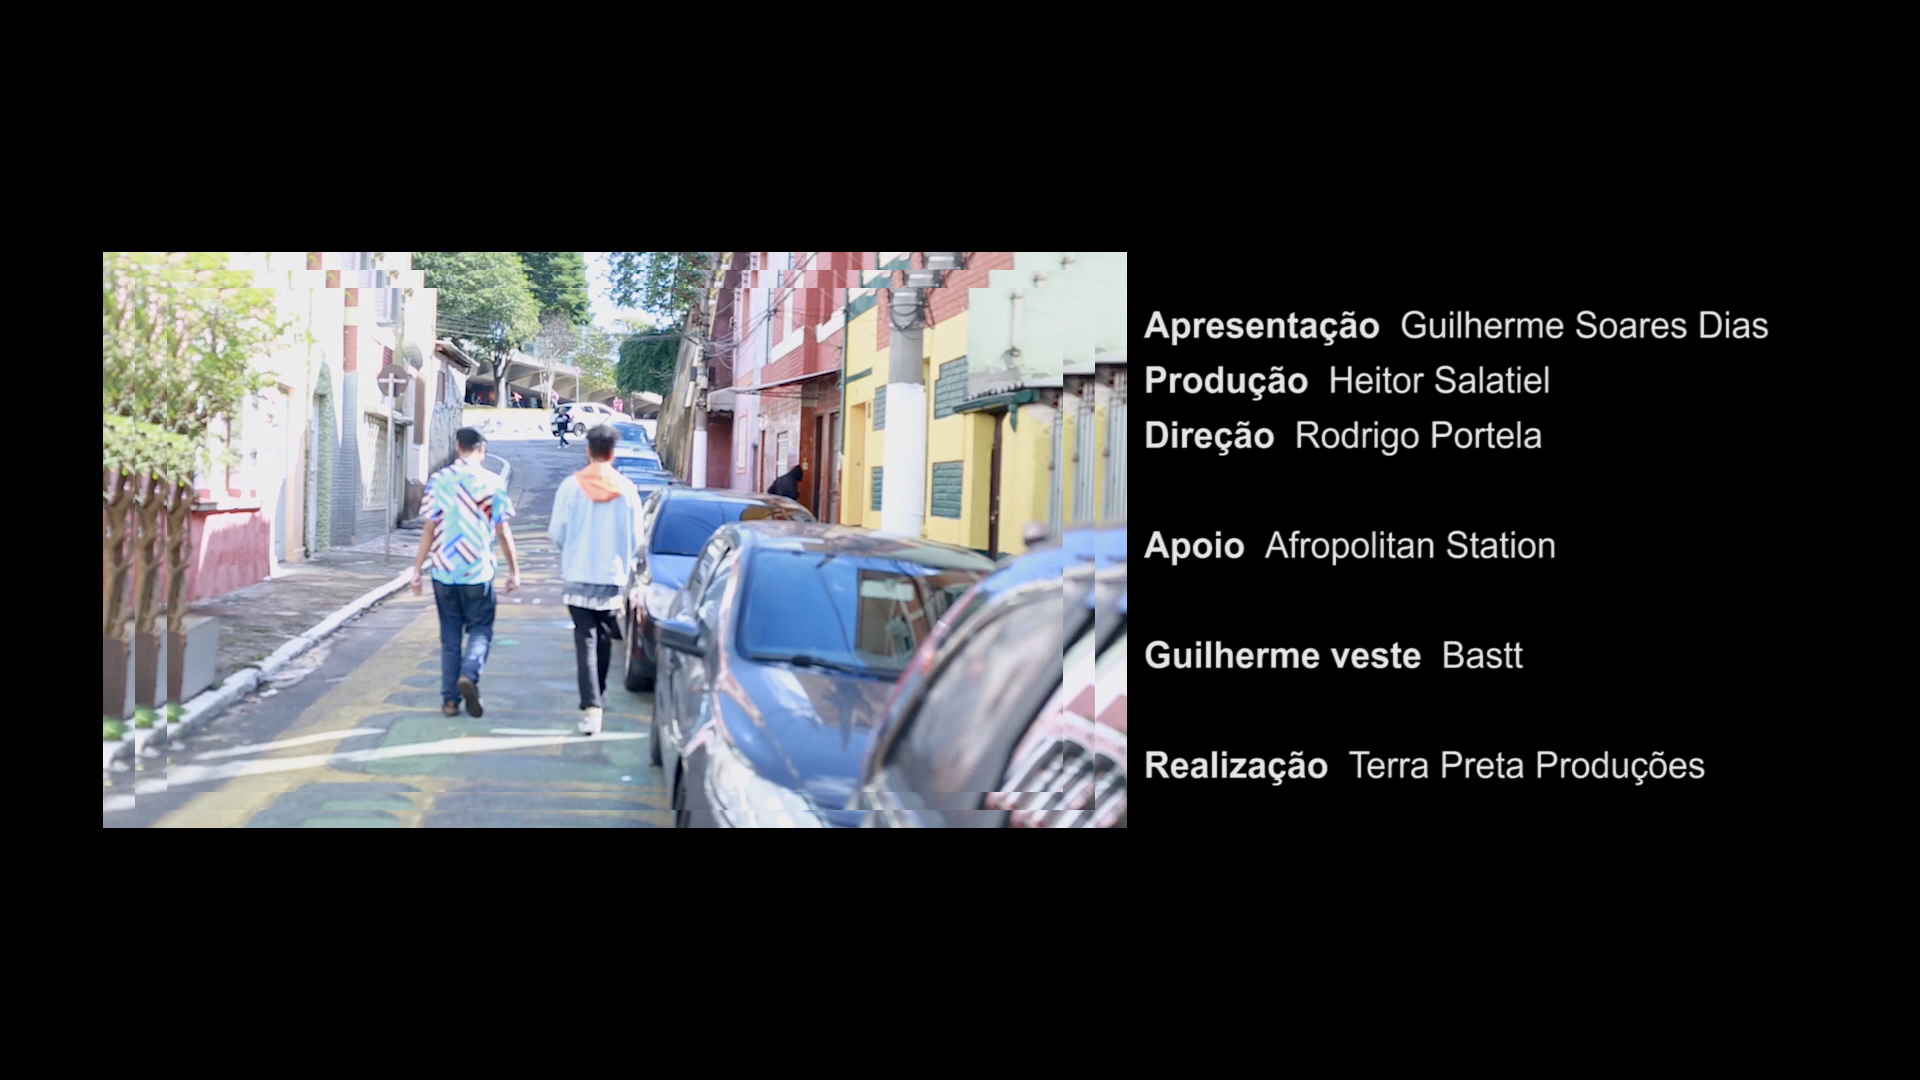 Apresentação Guilherme Soares Dias
Produção Heitor Salatiel
Direção Rodrigo Portela
Apoio Afropolitan Station
Guilherme veste Bastt
Realização Terra Preta Produções